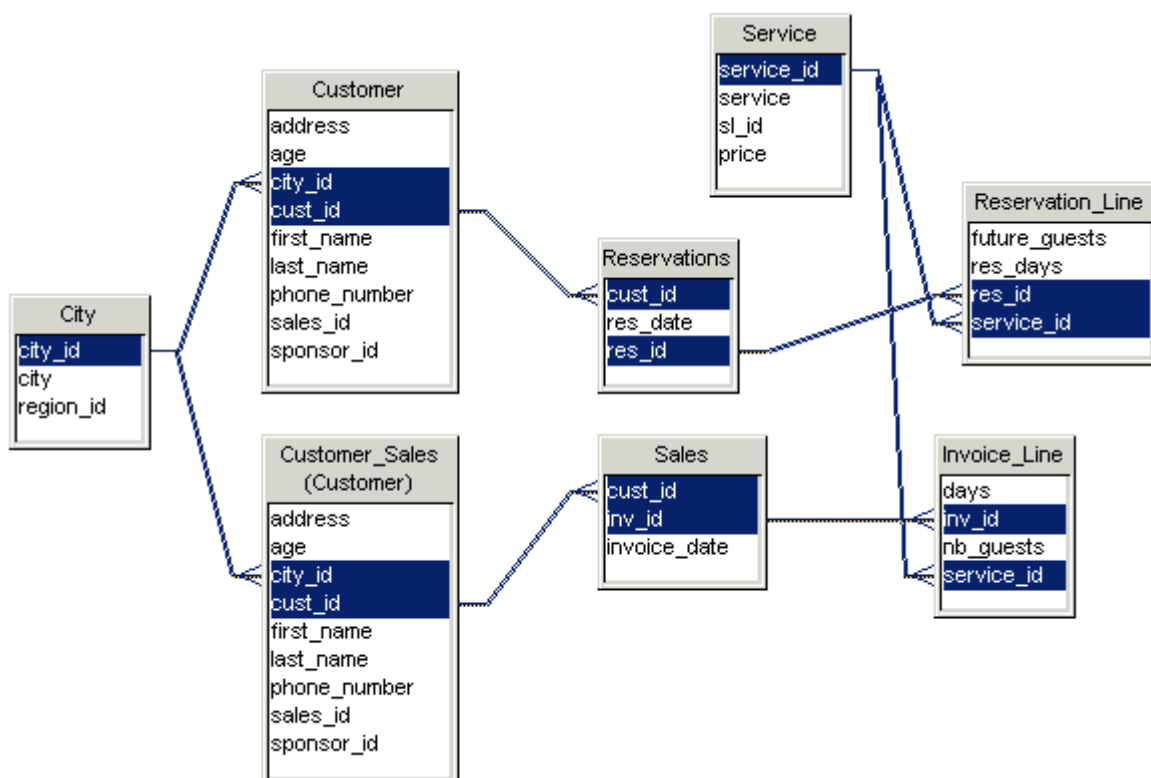 Service
service_id
service
sl_id
price
Customer
address
age
city_id
cust_id
first_name
last_name
phone_number
sales_id
sponsor_id
Reservation_Line
future_guests
res_days
res_id
service_id
Reservations
cust_id
res_date
res_id
City
city_id
city
region_id
Customer_Sales
(Customer)
address
age
city_id
cust_id
first_name
last_name
phone_number
sales_id
sponsor_id
Sales
cust_id
inv_id
invoice_date
Invoice_Line
days
inv_id
nb_guests
service_id